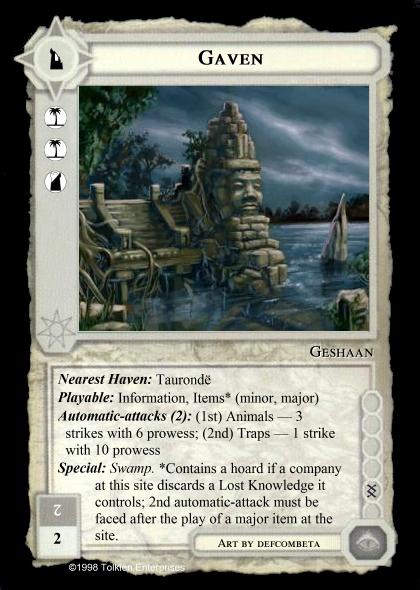 GAVEN
GESHAAN
Nearest Haven: Taurondë
Playable: Information, Items* (minor, major)
Automatic-attacks (2): (1st) Animals — 3
strikes with 6 prowess; (2nd) Traps — 1 strike
with 10 prowess
Special: Swamp. *Contains a hoard if a company
at this site discards a Lost Knowledge it
controls; 2nd automatic-attack must be
faced after the play of a major item at the
site.
2
ART BY DEFCOMBETA
©1998 Tolkien Enterprises